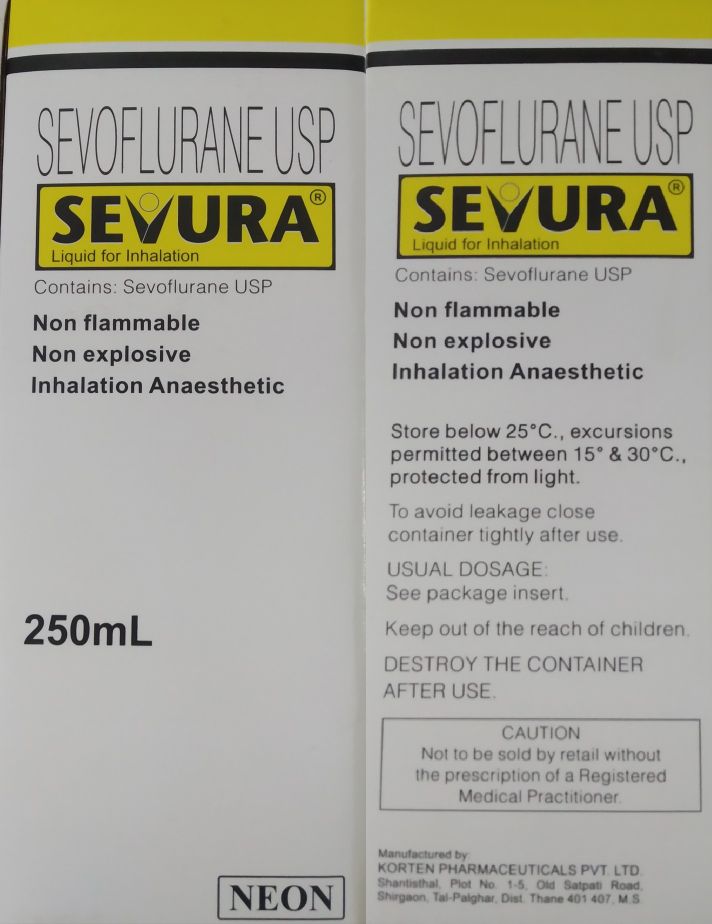 SEVOFLURANE USP
SEVURA®
Liquid for Inhalation
Contains: Sevoflurane USP
Non flammable
Non explosive
Inhalation Anaesthetic
250mL
NEON
SEVOFLURANE USP
SEVURA®
Liquid for Inhalation
Contains: Sevoflurane USP
Non flammable
Non explosive
Inhalation Anaesthetic
Store below 25°C., excursions
permitted between 15° & 30°C.,
protected from light.
To avoid leakage close
container tightly after use.
USUAL DOSAGE:
See package insert.
Keep out of the reach of children.
DESTROY THE CONTAINER
AFTER USE.
CAUTION
Not to be sold by retail without
the prescription of a Registered
Medical Practitioner.
Manufactured by:
KORTEN PHARMACEUTICALS PVT. LTD.
Shantisthal, Plot No. 1-5, Old Satpati Road,
Shirgaon, Tal-Palghar, Dist. Thane 401 407, M.S.